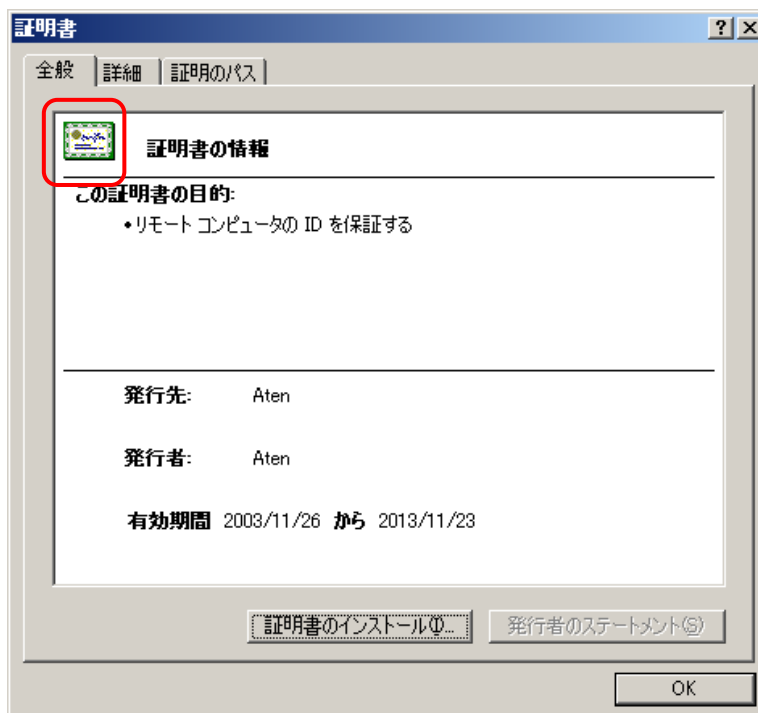 証明書
全般 詳細 証明のパス
証明書の情報
この証明書の目的:
•リモート コンピュータの ID を保証する
発行先: Aten
発行者: Aten
有効期間 2003/11/26 から 2013/11/23
証明書のインストール(I)... 発行者のステートメント(S)
OK